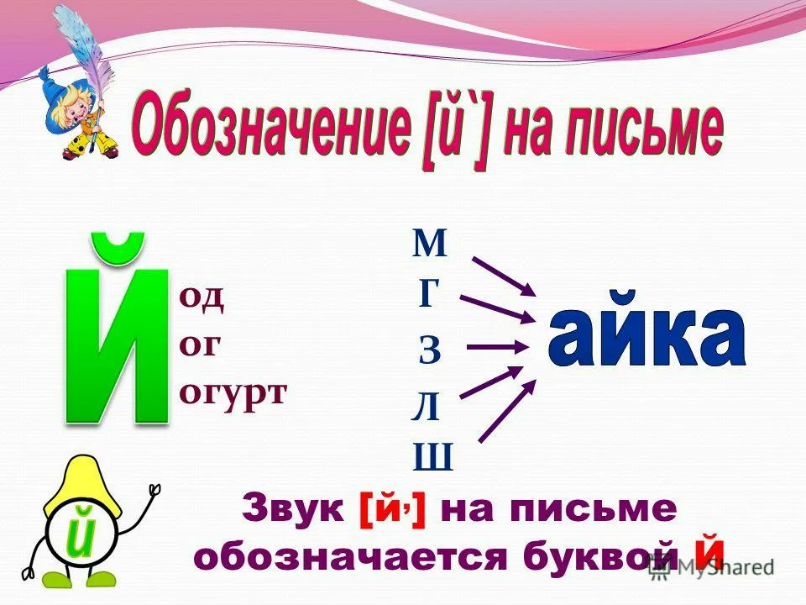 Обозначение [й`] на письме
Й
од
ог
огурт
М
Г
З
Л
Ш
айка
й
Звук [й,] на письме
обозначается буквой й
MyShared